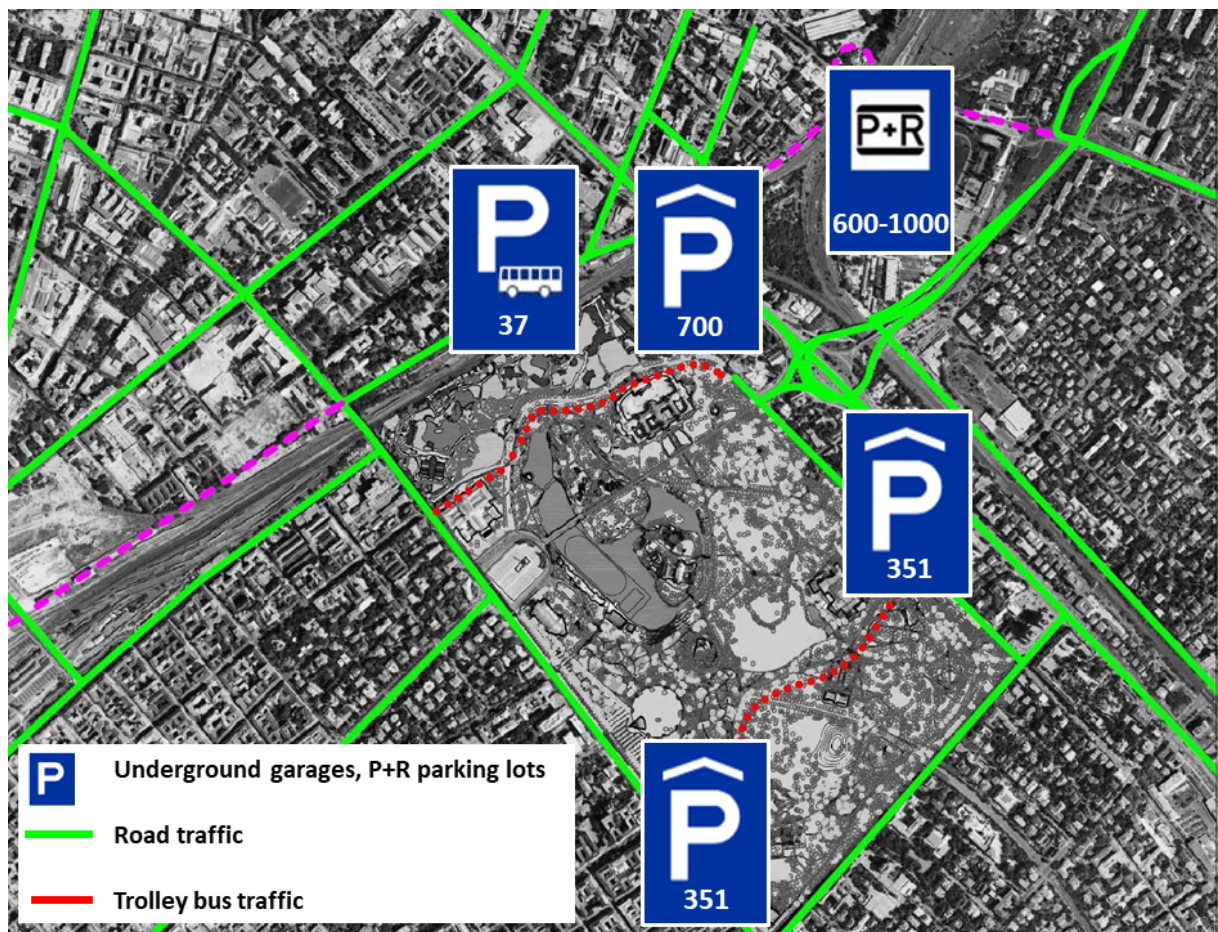 P+R
600-1000
P
37
P
700
P
351
P
351
P
Underground garages, P+R parking lots
Road traffic
Trolley bus traffic